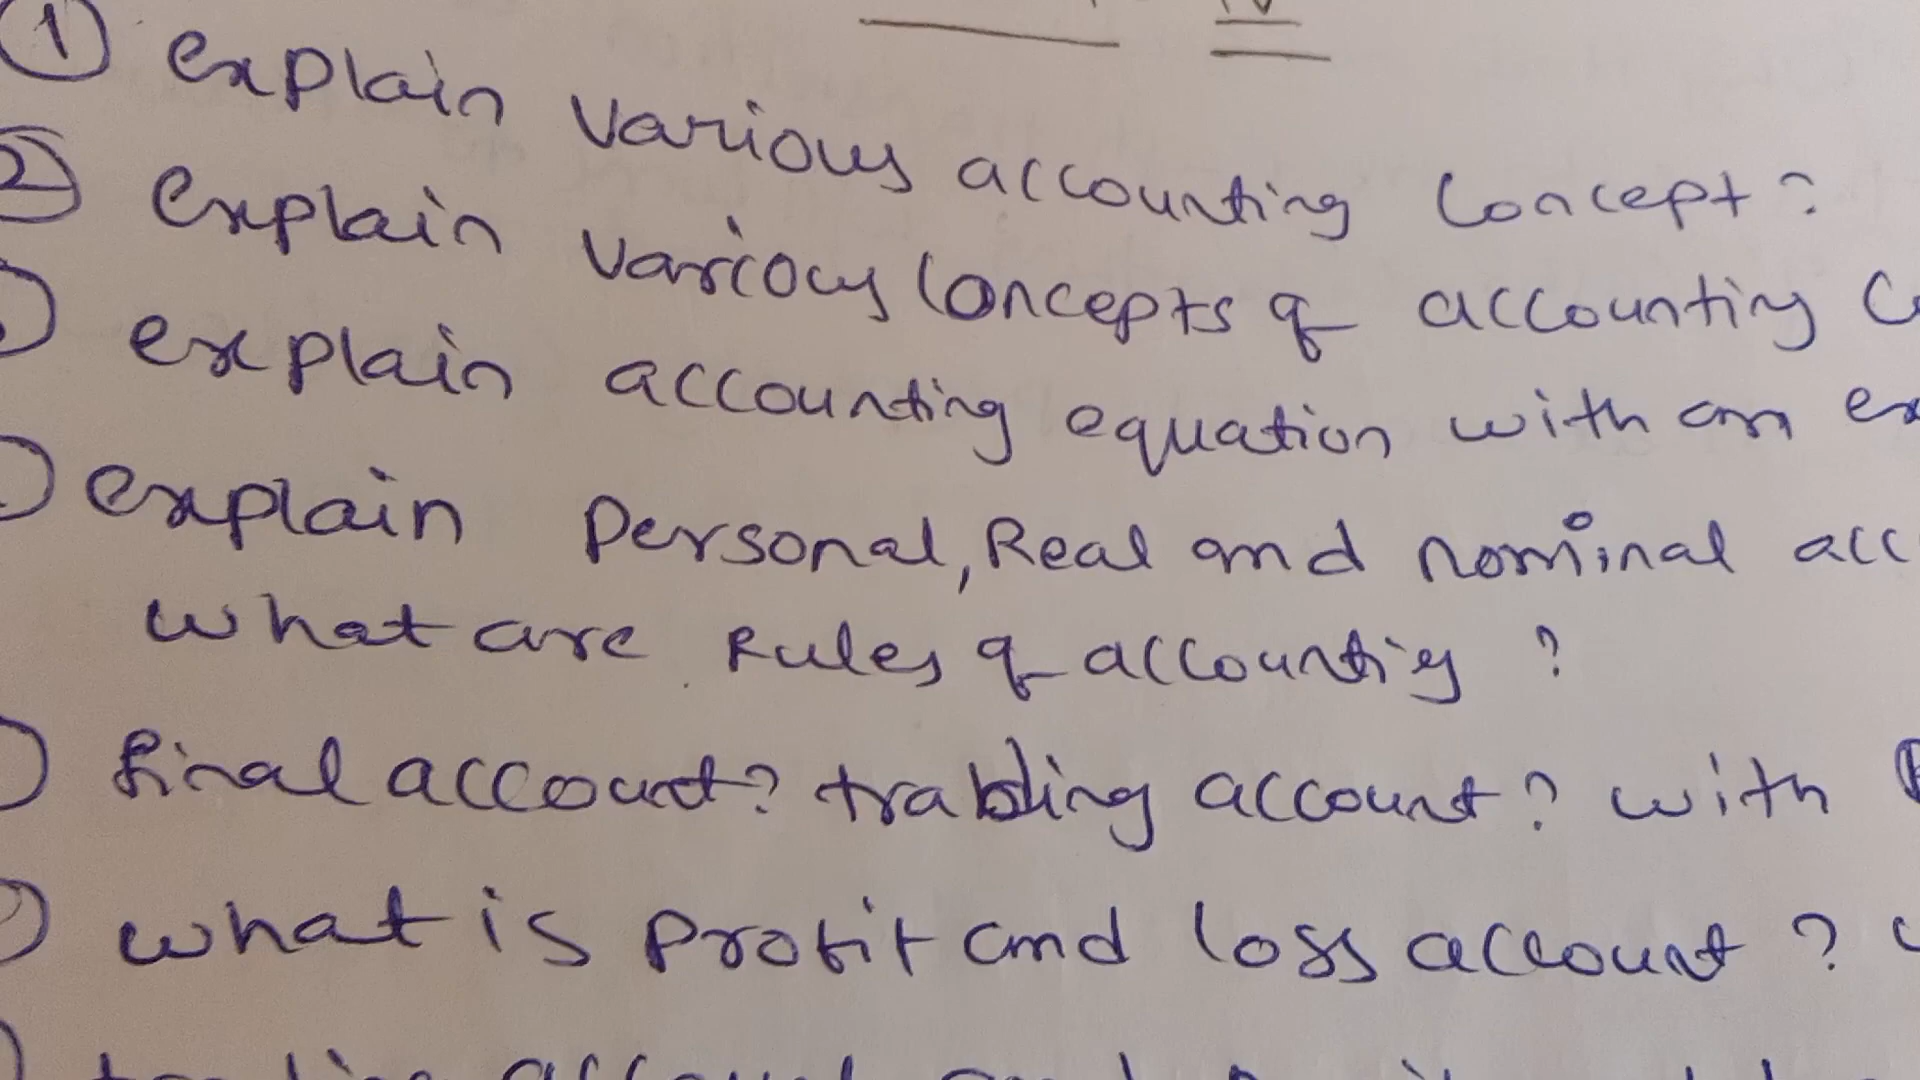 ① explain various accounting concept?
② explain various concepts of accounting
explain accounting equation with an
explain Personal, Real and nominal
what are Rules of accountig ?
final account? trading account? with
what is profit and loss account ?